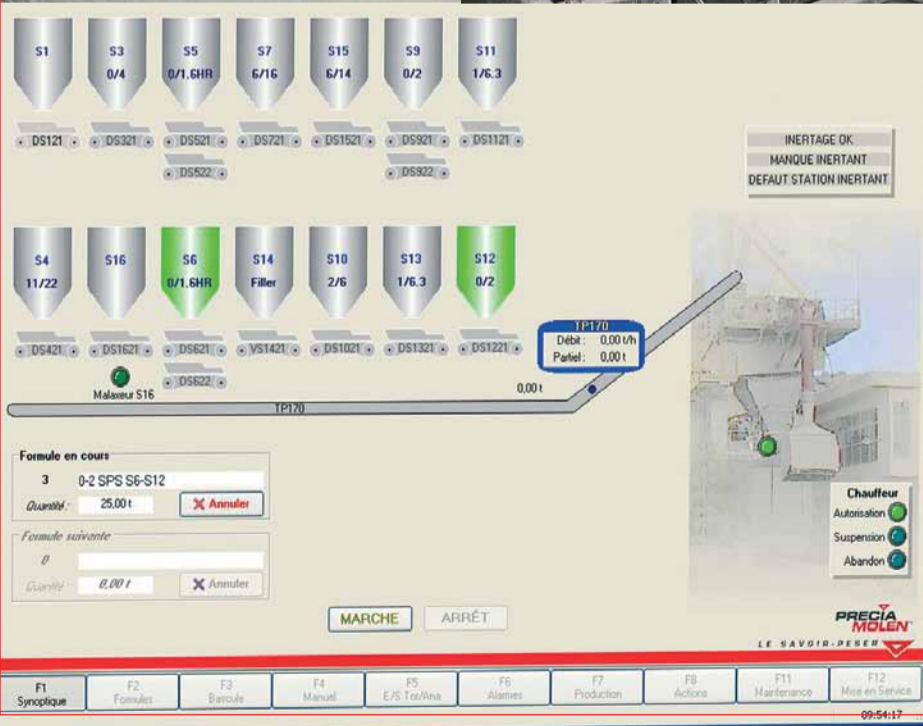 S1 S3 S5 S7 S15 S9 S11
0/4 0/1.6HR 6/16 6/14 0/2 1/6.3
DS121 DS321 DS521 DS721 DS1521 DS921 DS1121
DS522 DS922
INERTAGE OK
MANQUE INERTANT
DEFAUT STATION INERTANT
S4 S16 S6 S14 S10 S13 S12
11/22 0/1.6HR Filler 2/6 1/6.3 0/2
DS421 DS1621 DS621 VS1421 DS1021 DS1321 DS1221
DS622
Malaxeur S16
TP170
Débit : 0,00 t/h
Partiel : 0,00 t
0,00 t
TP170
Formule en cours
3 0-2 SPS S6-S12
Quantité : 25,00 t Annuler
Formule suivante
0
Quantité 0,00 t Annuler
Chauffeur
Autorisation
Suspension
Abandon
MARCHE ARRÊT
PRECIA
MOLEN
LE SAVOIR-PESER
F1 F2 F3 F4 F5 F6 F7 F8 F11 F12
Synoptique Formules Bascule Manuel E/S Tor/Ana Alarmes Production Actions Maintenance Mise en Service
09:54:17